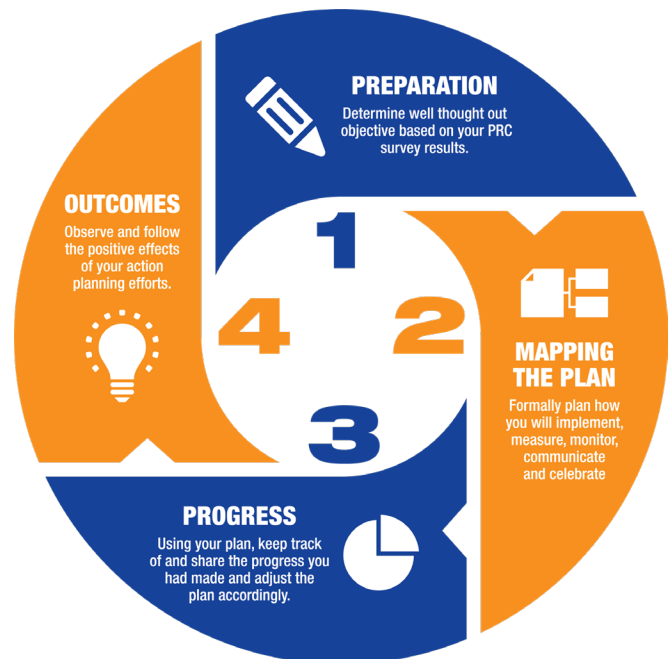 PREPARATION
Determine well thought out
objective based on your PRC
survey results.
1
2
MAPPING
THE PLAN
Formally plan how
you will implement,
measure, monitor,
communicate
and celebrate
3
PROGRESS
Using your plan, keep track
of and share the progress you
had made and adjust the
plan accordingly.
4
OUTCOMES
Observe and follow
the positive effects
of your action
planning efforts.